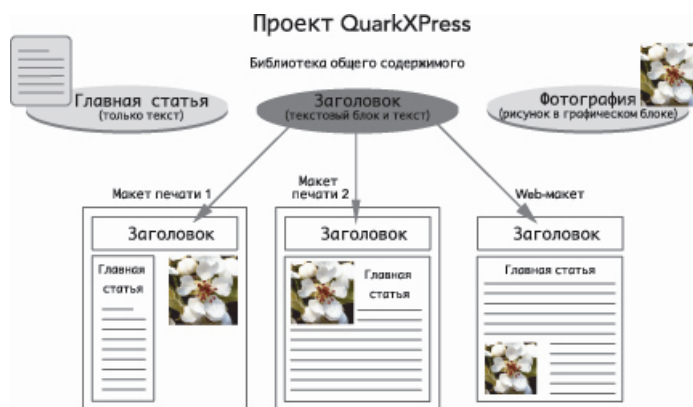 Проект QuarkXPress
Библиотека общего содержимого
Главная статья
(только текст)
Заголовок
(текстовый блок и текст)
Фотография
(рисунок в графическом блоке)
Макет печати 1
Макет
печати 2
Web-макет
Заголовок
Главная
статья
Заголовок
Главная
статья
Заголовок
Главная статья